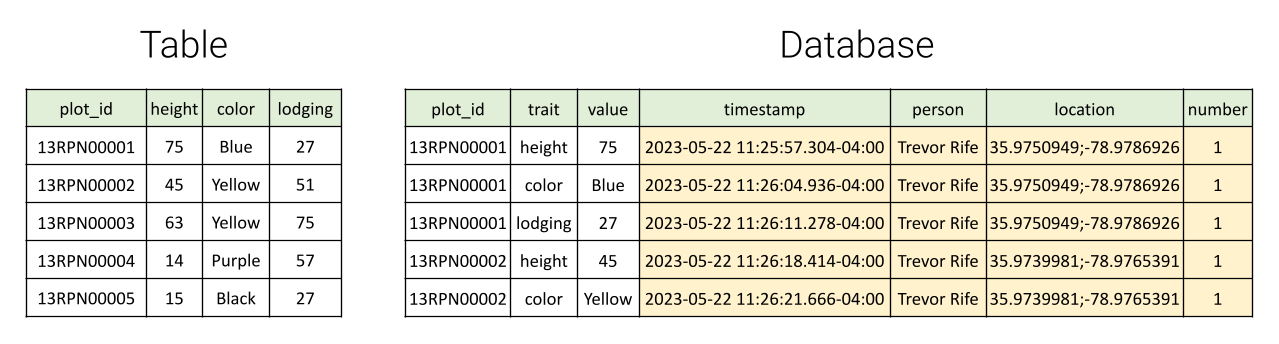 Table
plot_id height color lodging
13RPN00001 75 Blue 27
13RPN00002 45 Yellow 51
13RPN00003 63 Yellow 75
13RPN00004 14 Purple 57
13RPN00005 15 Black 27
Database
plot_id trait value timestamp person location number
13RPN00001 height 75 2023-05-22 11:25:57.304-04:00 Trevor Rife 35.9750949;-78.9786926 1
13RPN00001 color Blue 2023-05-22 11:26:04.936-04:00 Trevor Rife 35.9750949;-78.9786926 1
13RPN00001 lodging 27 2023-05-22 11:26:11.278-04:00 Trevor Rife 35.9750949;-78.9786926 1
13RPN00002 height 45 2023-05-22 11:26:18.414-04:00 Trevor Rife 35.9739981;-78.9765391 1
13RPN00002 color Yellow 2023-05-22 11:26:21.666-04:00 Trevor Rife 35.9739981;-78.9765391 1